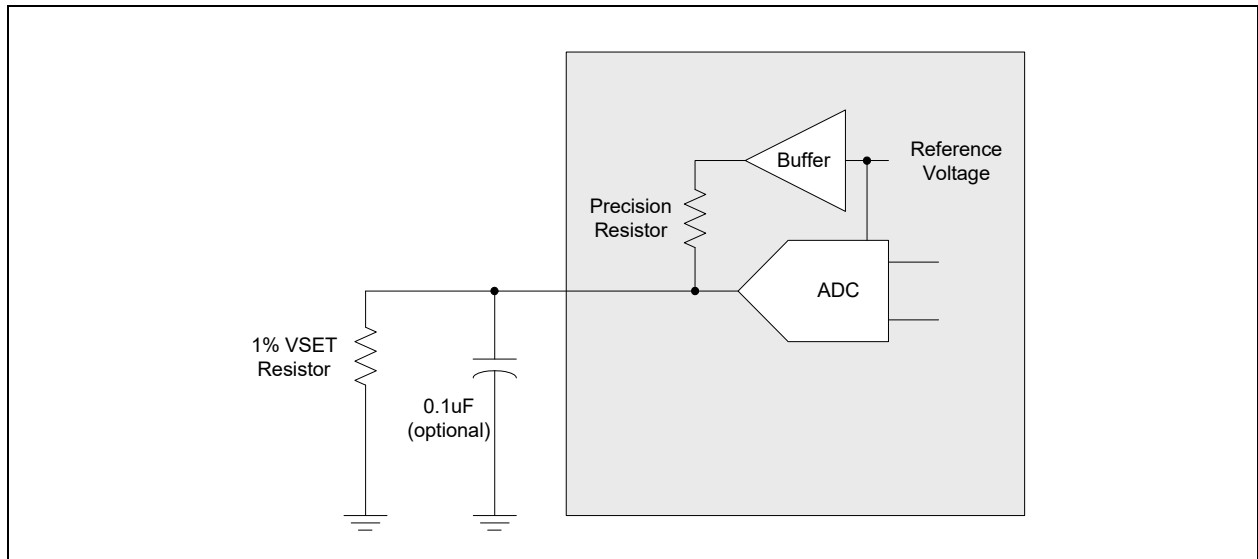 Buffer
Reference
Voltage
Precision
Resistor
ADC
1% VSET
Resistor
0.1uF
(optional)